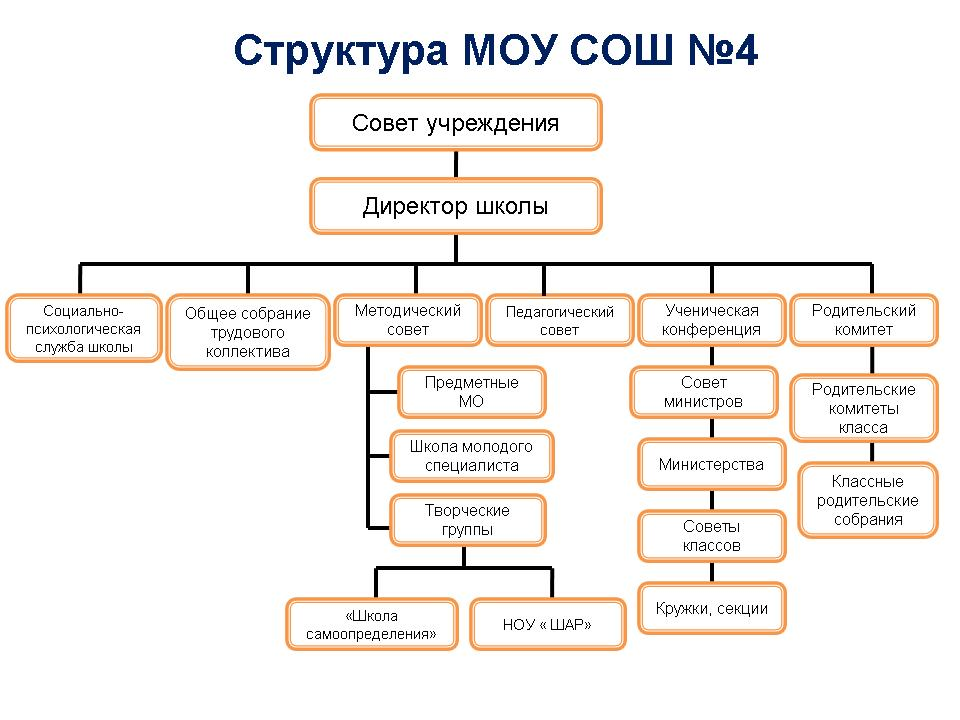 Структура МОУ СОШ №4
Совет учреждения
Директор школы
Социально-
психологическая
служба школы
Общее собрание
трудового
коллектива
Методический
совет
Педагогический
совет
Ученическая
конференция
Родительский
комитет
Предметные
МО
Школа молодого
специалиста
Творческие
группы
«Школа
самоопределения»
НОУ « ШАР»
Совет
министров
Министерства
Советы
классов
Кружки, секции
Родительские
комитеты
класса
Классные
родительские
собрания